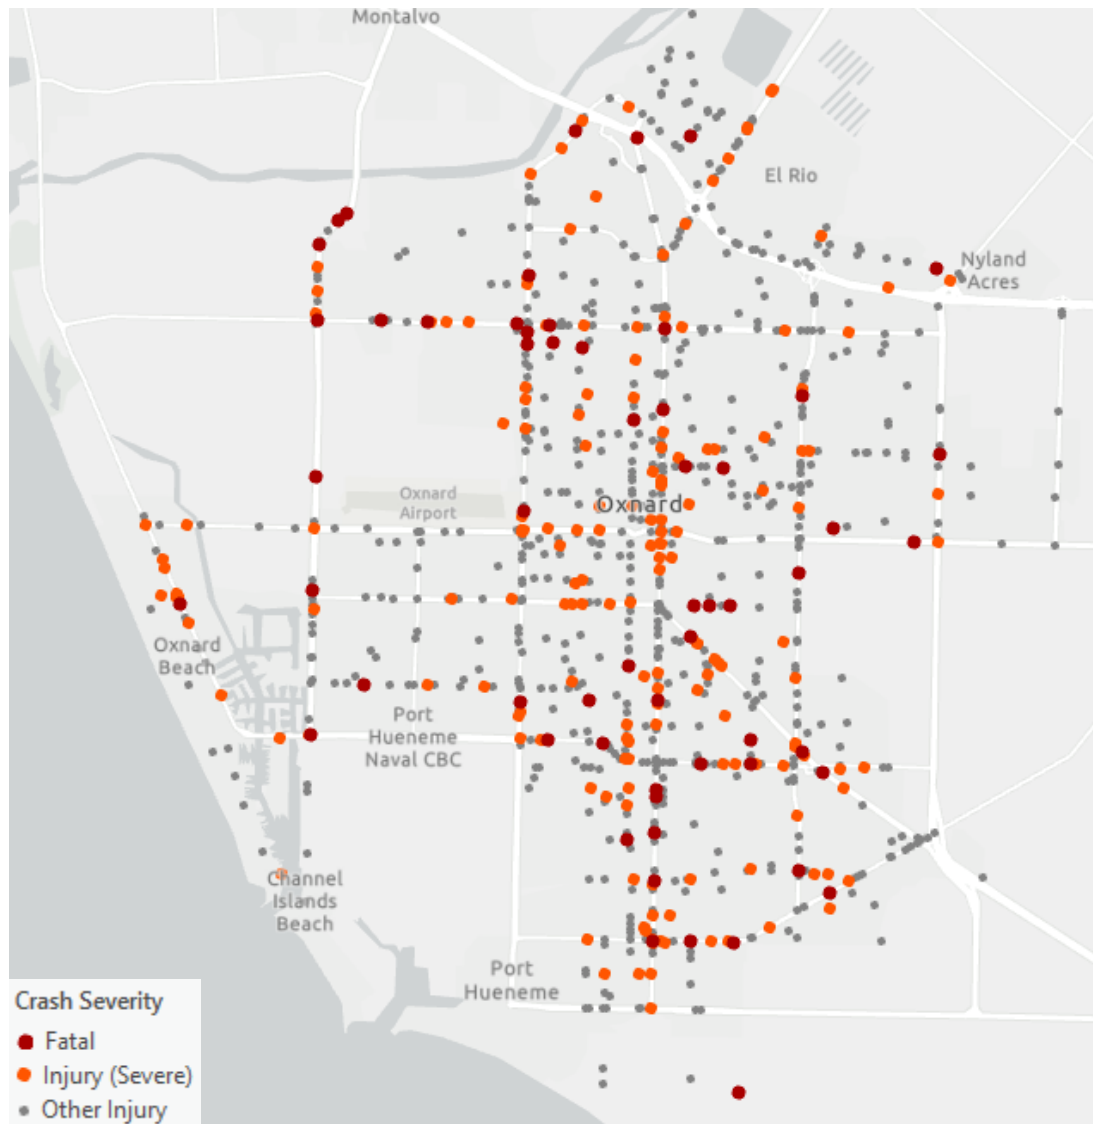 Montalvo
El Rio
Nyland
Acres
Oxnard
Airport
Oxnard
Oxnard
Beach
Port
Hueneme
Naval CBC
Channel
Islands
Beach
Port
Hueneme
Crash Severity
Fatal
Injury (Severe)
Other Injury